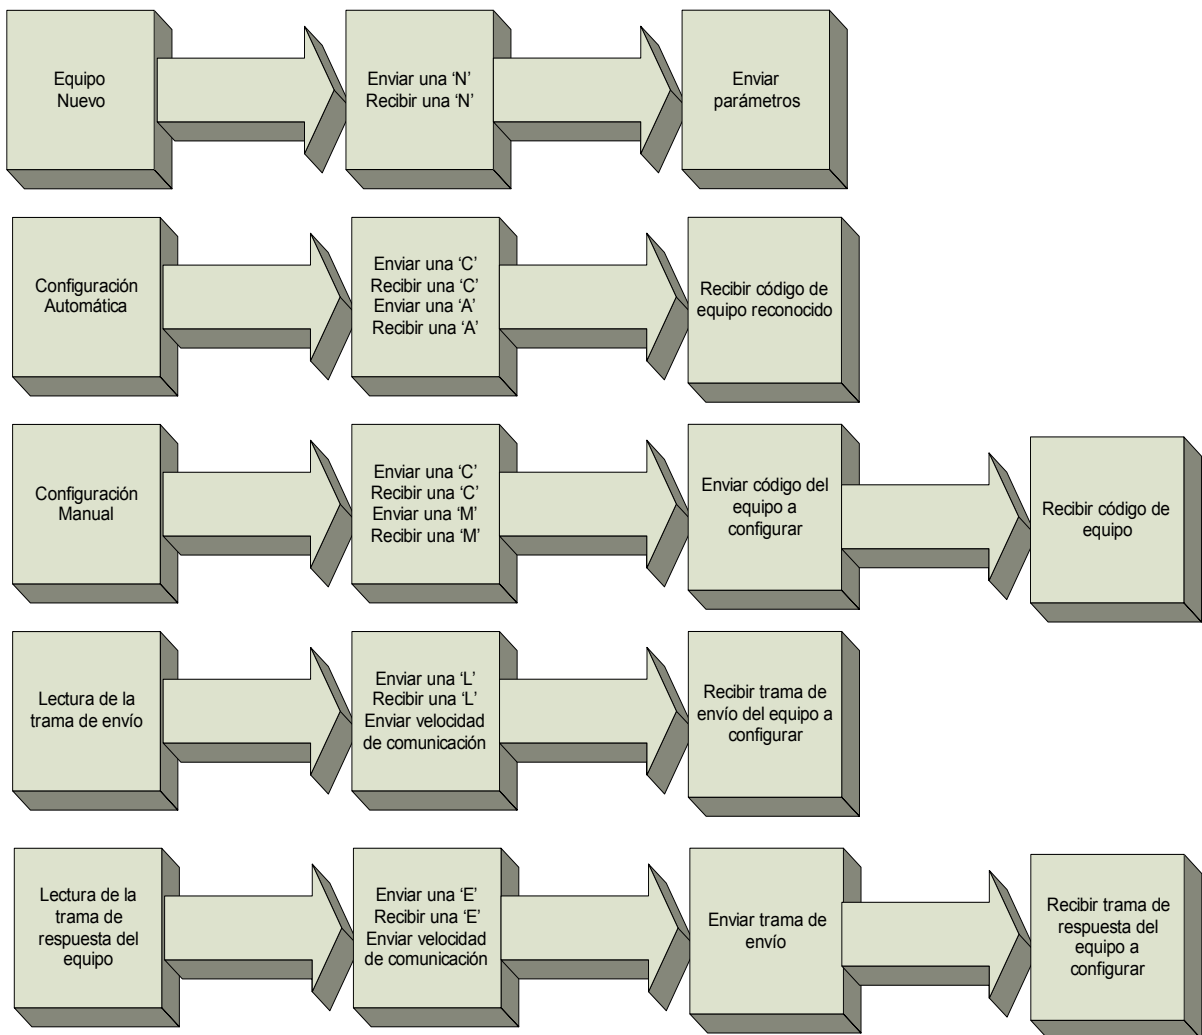 Equipo
Nuevo
Enviar una ‘N’
Recibir una ‘N’
Enviar
parámetros
Configuración
Automática
Enviar una ‘C’
Recibir una ‘C’
Enviar una ‘A’
Recibir una ‘A’
Recibir código de
equipo reconocido
Configuración
Manual
Enviar una ‘C’
Recibir una ‘C’
Enviar una ‘M’
Recibir una ‘M’
Enviar código del
equipo a
configurar
Recibir código de
equipo
Lectura de la
trama de envío
Enviar una ‘L’
Recibir una ‘L’
Enviar velocidad
de comunicación
Recibir trama de
envío del equipo a
configurar
Lectura de la
trama de
respuesta del
equipo
Enviar una ‘E’
Recibir una ‘E’
Enviar velocidad
de comunicación
Enviar trama de
envío
Recibir trama de
respuesta del
equipo a
configurar